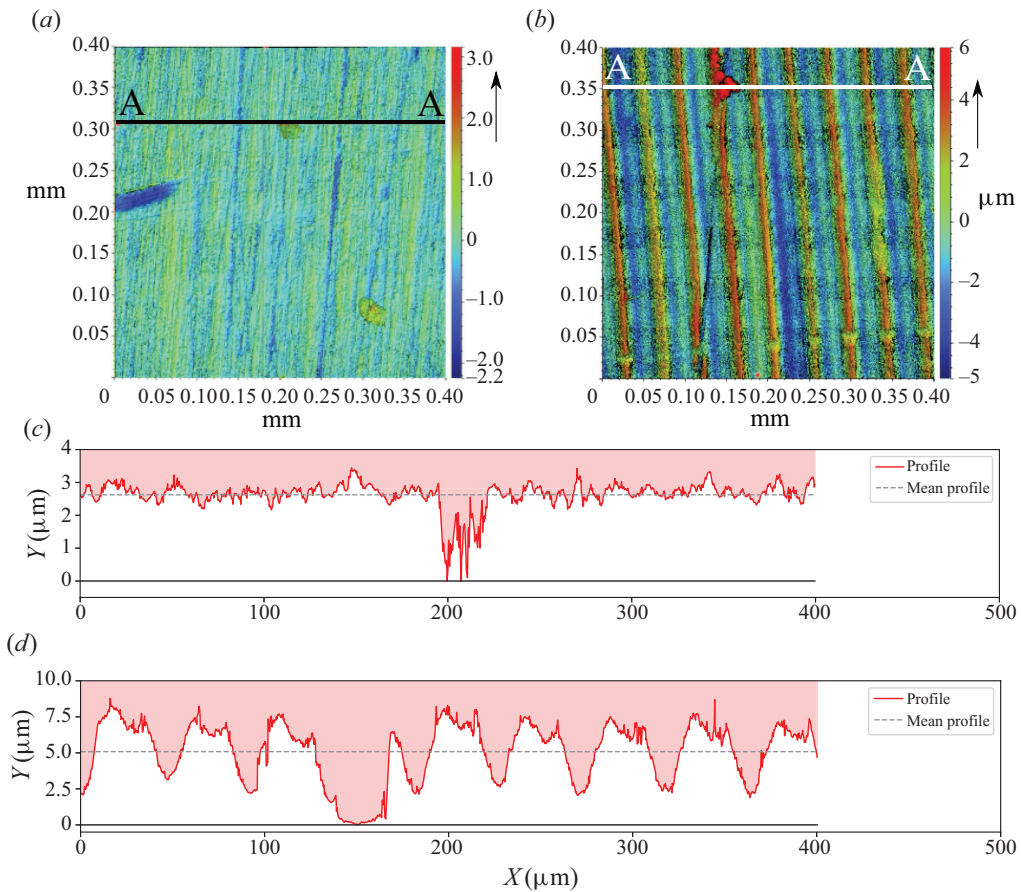 (a)
(b)
0.40
0.35
0.30
0.25
mm
0.20
0.15
0.10
0.05
0 0.05 0.10 0.15 0.20 0.25 0.30 0.35 0.40
mm
A A
3.0
2.0
1.0
0
–1.0
–2.0
–2.2
0.40
0.35
0.30
0.25
0.20
0.15
0.10
0.05
0 0.05 0.10 0.15 0.20 0.25 0.30 0.35 0.40
mm
A A
6
4
2
0
–2
–4
–5
μm
(c)
4
3
2
1
0
Y (μm)
0 100 200 300 400 500
Profile
Mean profile
(d)
10.0
7.5
5.0
2.5
0
Y (μm)
0 100 200 300 400 500
Profile
Mean profile
X (μm)